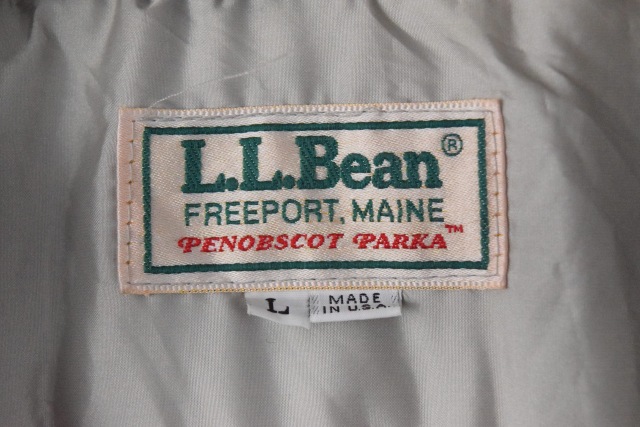 L.L.Bean®
FREEPORT, MAINE
PENOBSCOT PARKA™
L
MADE
IN U.S.A.